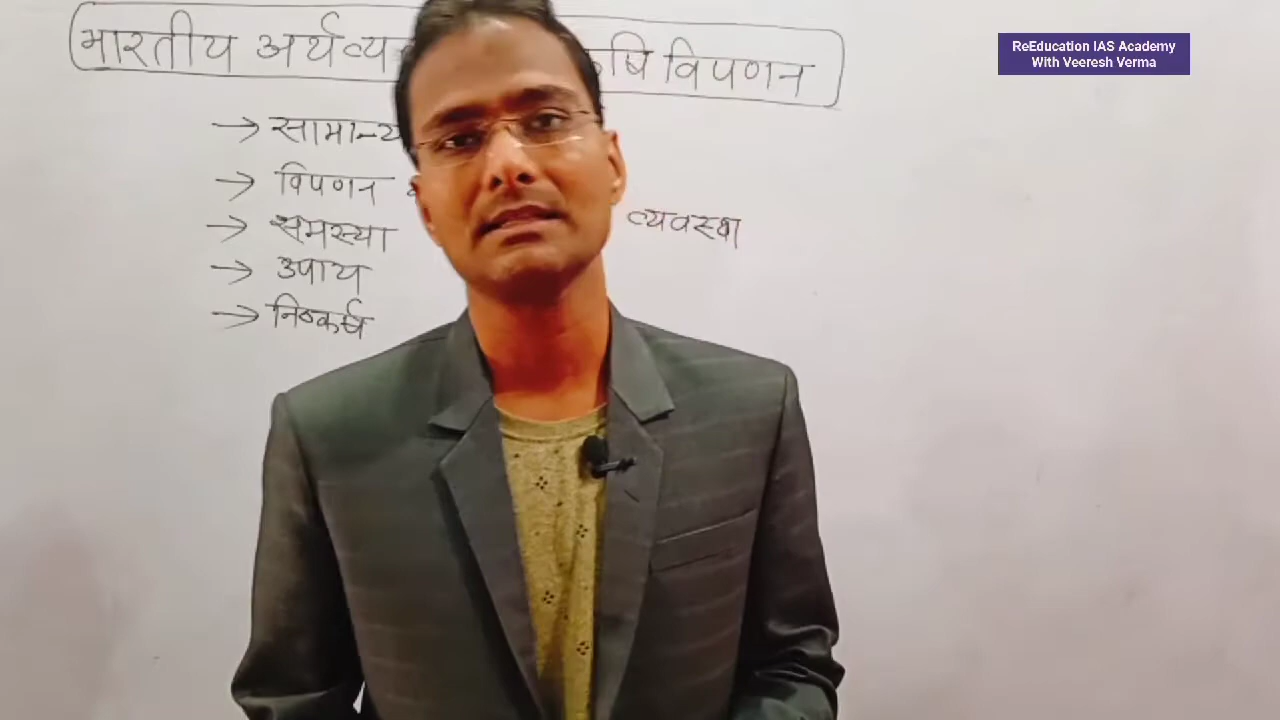 भारतीय अर्थव्य षि विपणन
→ सामान्य
→ विपणन
→ समस्या व्यवस्था
→ उपाय
→ निष्कर्ष
ReEducation IAS Academy
With Veeresh Verma